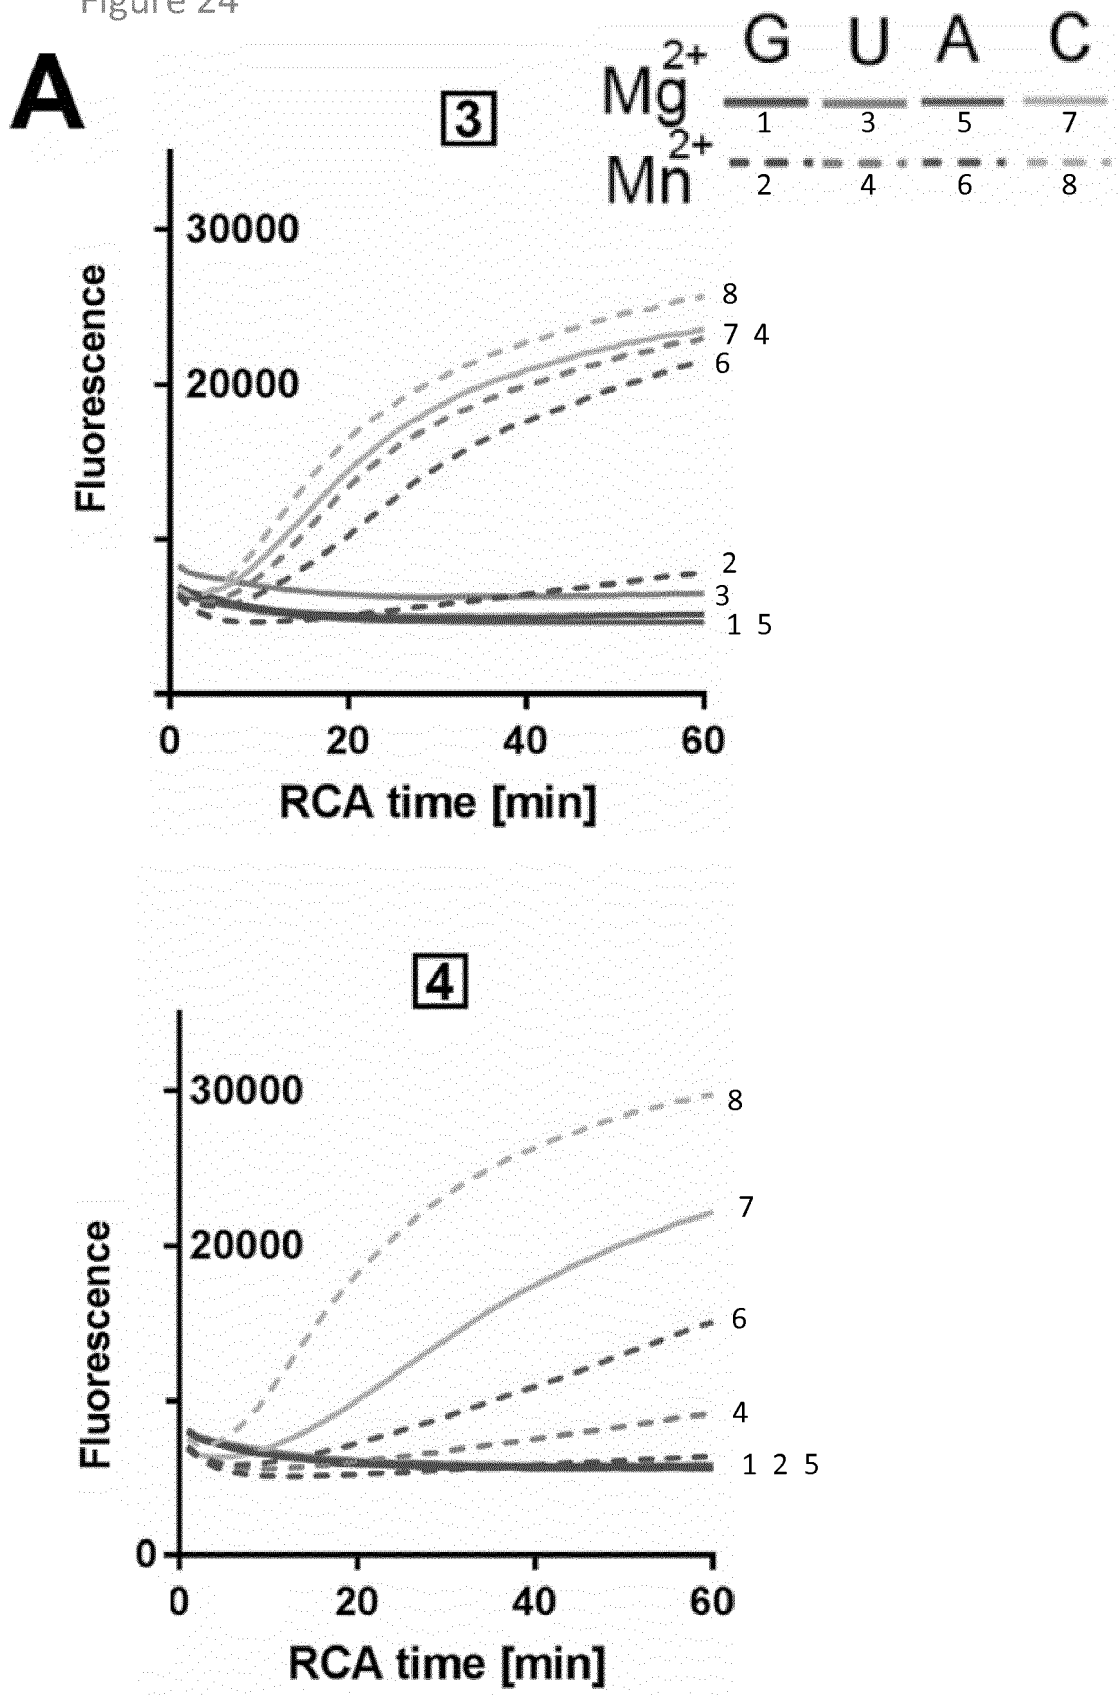 Figure 24
A
G U A C
Mg2+
1 3 5 7
Mn2+
2 4 6 8
3
30000
20000
Fluorescence
8
7 4
6
2
3
1 5
0 20 40 60
RCA time [min]
4
30000
20000
0
Fluorescence
8
7
6
4
1 2 5
0 20 40 60
RCA time [min]